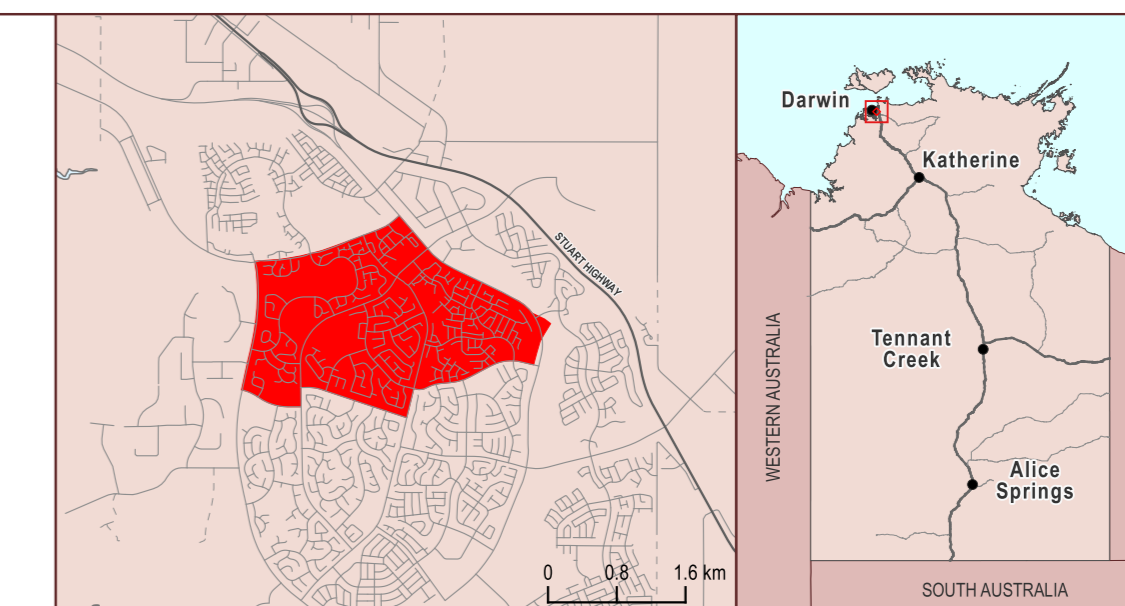 STUART HIGHWAY
0 0.8 1.6 km
Darwin
Katherine
Tennant
Creek
Alice
Springs
WESTERN AUSTRALIA
SOUTH AUSTRALIA